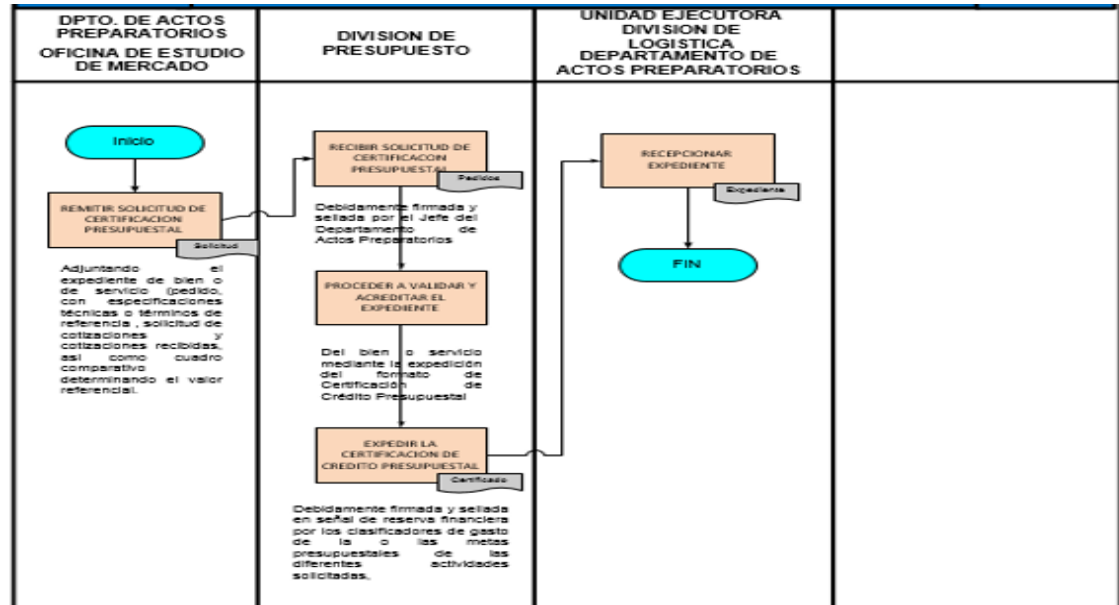 DPTO. DE ACTOS
PREPARATORIOS
OFICINA DE ESTUDIO
DE MERCADO
DIVISION DE
PRESUPUESTO
UNIDAD EJECUTORA
DIVISION DE
LOGISTICA
DEPARTAMENTO DE
ACTOS PREPARATORIOS
Inicio
REMITIR SOLICITUD DE
CERTIFICACION
PRESUPUESTAL
Solicitud
Adjuntando el
expediente de bien o
de servicio (pedido,
con especificaciones
técnicas o términos de
referencia , solicitud de
cotizaciones y
cotizaciones recibidas,
asi como cuadro
comparativo
determinando el valor
referencial.
RECIBIR SOLICITUD DE
CERTIFICACON
PRESUPUESTAL
Pedidos
Debidamente firmada y
sellada por el Jefe del
Departamento de
Actos Preparatorios
PROCEDER A VALIDAR Y
ACREDITAR EL
EXPEDIENTE
Del bien o servicio
mediante la expedición
del formato de
Certificación de
Crédito Presupuestal
EXPEDIR LA
CERTIFICACION DE
CREDITO PRESUPUESTAL
Certificado
Debidamente firmada y sellada
en señal de reserva financiera
por los clasificadores de gasto
de la o las metas
presupuestales de las
diferentes actividades
solicitadas,
RECEPCIONAR
EXPEDIENTE
Expediente
FIN